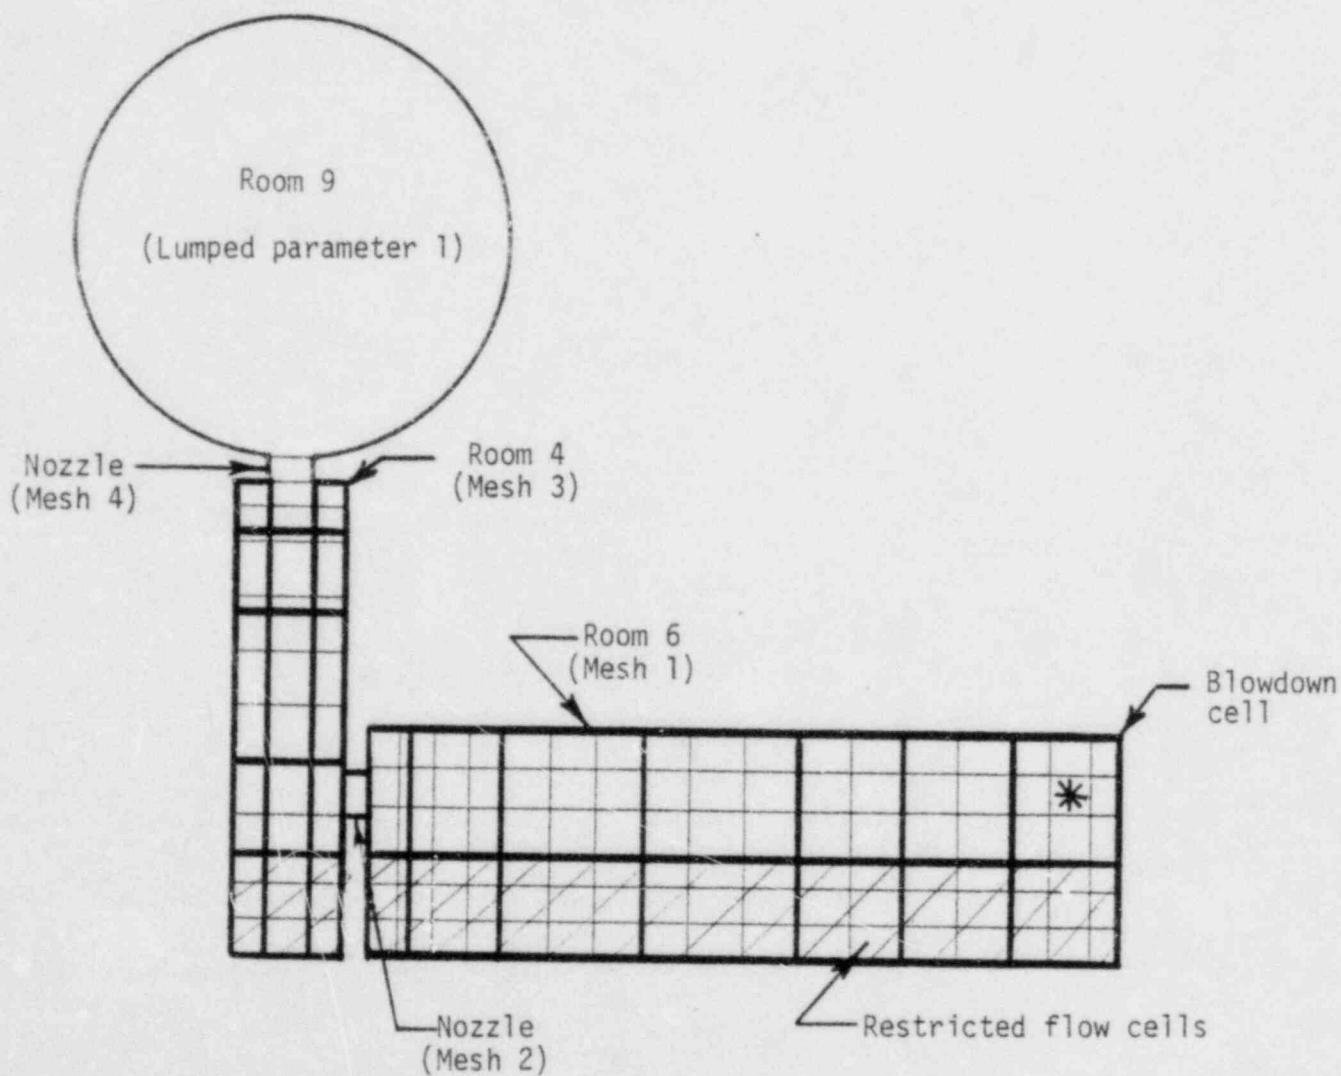 Room 9
(Lumped parameter 1)
Nozzle
(Mesh 4)
Room 4
(Mesh 3)
Room 6
(Mesh 1)
Blowdown
cell
*
Restricted flow cells
Nozzle
(Mesh 2)